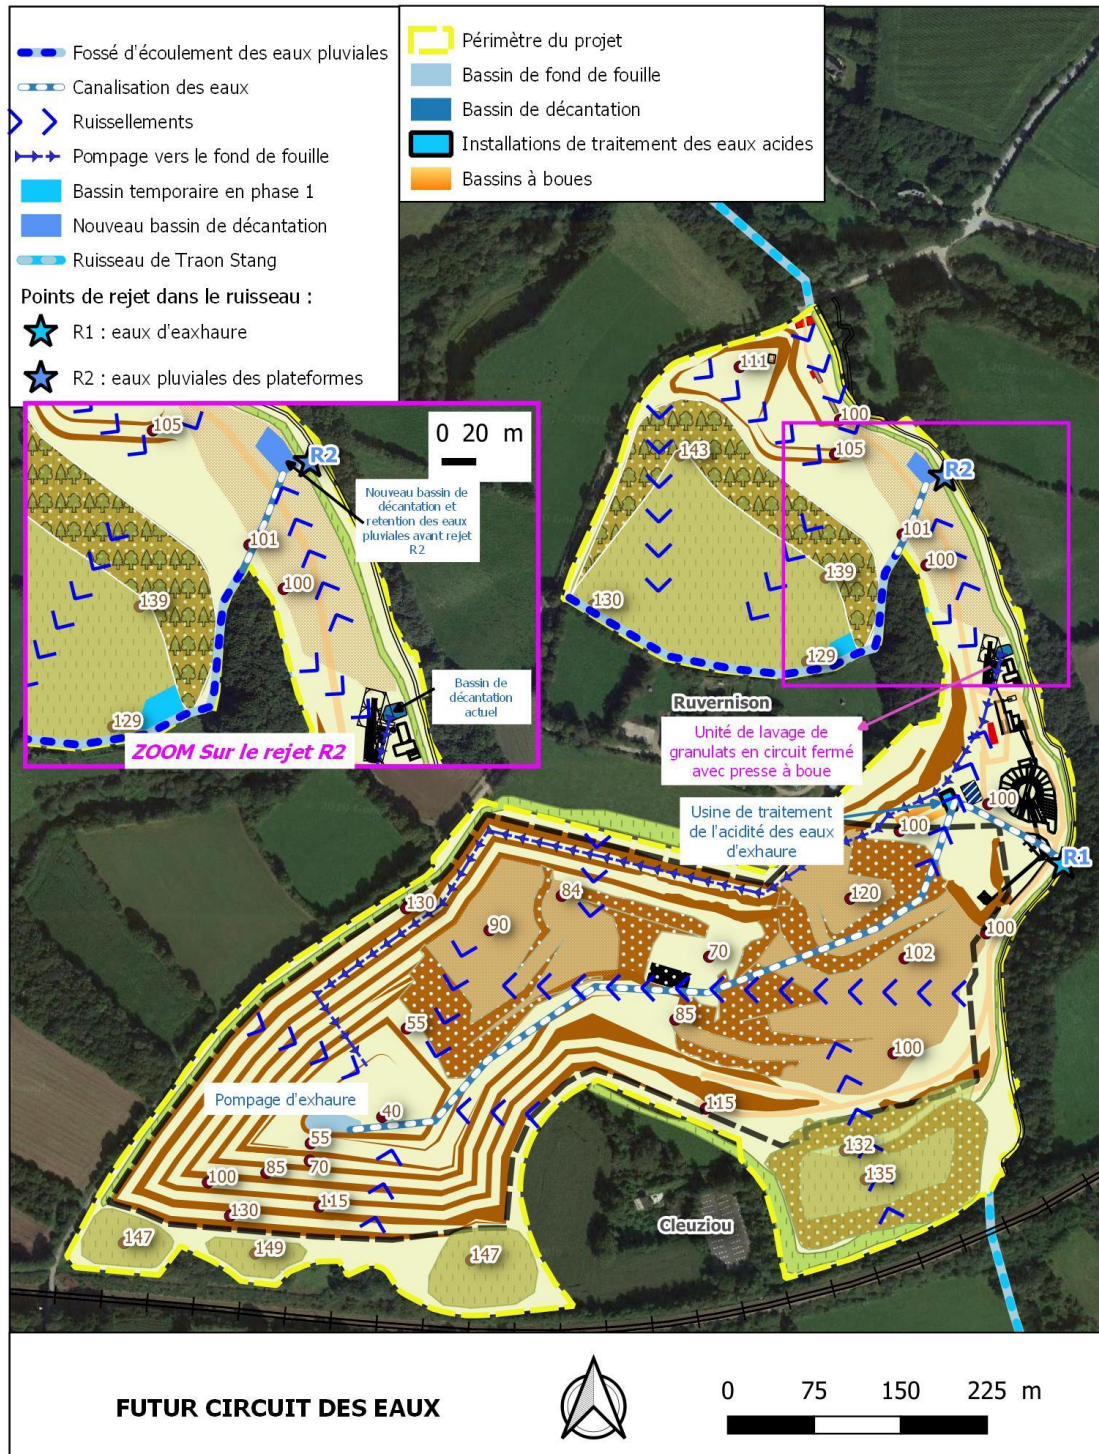 Fossé d'écoulement des eaux pluviales
Canalisation des eaux
Ruissellements
Pompage vers le fond de fouille
Bassin temporaire en phase 1
Nouveau bassin de décantation
Ruisseau de Traon Stang
Points de rejet dans le ruisseau :
R1 : eaux d'eaxhaure
R2 : eaux pluviales des plateformes
Périmètre du projet
Bassin de fond de fouille
Bassin de décantation
Installations de traitement des eaux acides
Bassins à boues
105
R2
0 20 m
Nouveau bassin de
décantation et
retention des eaux
pluviales avant rejet
R2
101
100
139
129
Bassin de
décantation
actuel
ZOOM Sur le rejet R2
111
100
105
143
R2
101
100
139
130
129
Ruvernison
Unité de lavage de
granulats en circuit fermé
avec presse à boue
Usine de traitement
de l'acidité des eaux
d'exhaure
100
100
R1
130
84
90
120
70
100
102
55
85
100
Pompage d'exhaure
40
115
55
70
85
100
115
130
132
135
147
149
147
Cleuziou
FUTUR CIRCUIT DES EAUX
0 75 150 225 m